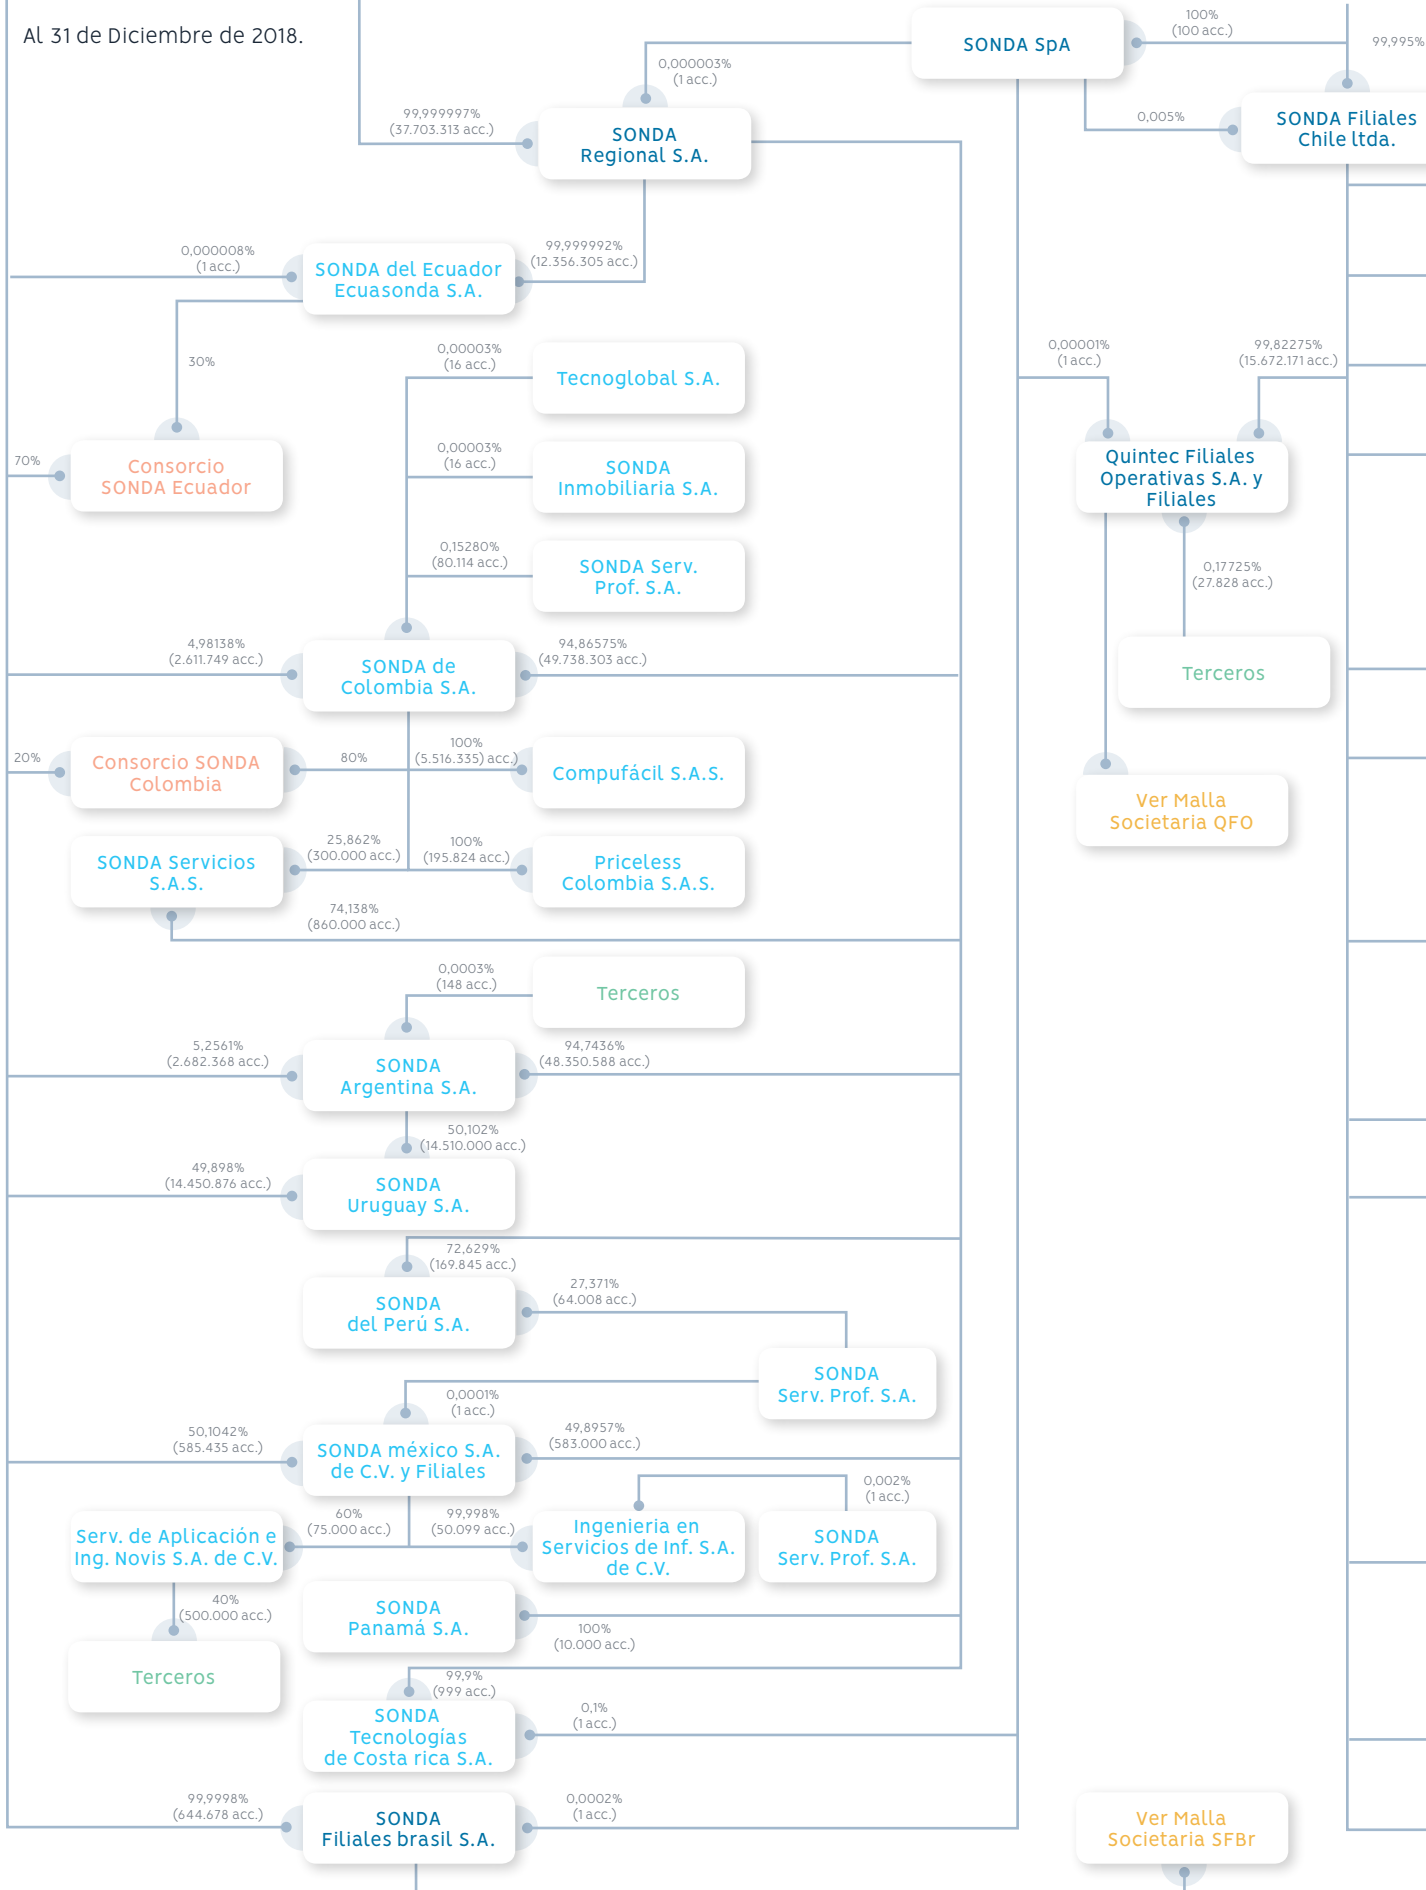 Al 31 de Diciembre de 2018.
SONDA SpA
100%
(100 acc.)
99,995%
0,000003%
(1 acc.)
99,999997%
(37.703.313 acc.)
SONDA
Regional S.A.
0,005%
SONDA Filiales
Chile ltda.
0,000008%
(1 acc.)
SONDA del Ecuador
Ecuasonda S.A.
99,999992%
(12.356.305 acc.)
30%
0,00003%
(16 acc.)
Tecnoglobal S.A.
0,00001%
(1 acc.)
99,82275%
(15.672.171 acc.)
70%
Consorcio
SONDA Ecuador
0,00003%
(16 acc.)
SONDA
Inmobiliaria S.A.
Quintec Filiales
Operativas S.A. y
Filiales
0,15280%
(80.114 acc.)
SONDA Serv.
Prof. S.A.
0,17725%
(27.828 acc.)
4,98138%
(2.611.749 acc.)
SONDA de
Colombia S.A.
94,86575%
(49.738.303 acc.)
Terceros
20%
Consorcio SONDA
Colombia
80%
100%
(5.516.335) acc.)
Compufácil S.A.S.
Ver Malla
Societaria QFO
SONDA Servicios
S.A.S.
25,862%
(300.000 acc.)
100%
(195.824 acc.)
Priceless
Colombia S.A.S.
74,138%
(860.000 acc.)
0,0003%
(148 acc.)
Terceros
5,2561%
(2.682.368 acc.)
SONDA
Argentina S.A.
94,7436%
(48.350.588 acc.)
50,102%
(14.510.000 acc.)
49,898%
(14.450.876 acc.)
SONDA
Uruguay S.A.
72,629%
(169.845 acc.)
SONDA
del Perú S.A.
27,371%
(64.008 acc.)
SONDA
Serv. Prof. S.A.
0,0001%
(1 acc.)
50,1042%
(585.435 acc.)
SONDA méxico S.A.
de C.V. y Filiales
49,8957%
(583.000 acc.)
0,002%
(1 acc.)
Serv. de Aplicación e
Ing. Novis S.A. de C.V.
60%
(75.000 acc.)
99,998%
(50.099 acc.)
Ingenieria en
Servicios de Inf. S.A.
de C.V.
SONDA
Serv. Prof. S.A.
40%
(500.000 acc.)
SONDA
Panamá S.A.
100%
(10.000 acc.)
Terceros
99,9%
(999 acc.)
SONDA
Tecnologías
de Costa rica S.A.
0,1%
(1 acc.)
99,9998%
(644.678 acc.)
SONDA
Filiales brasil S.A.
0,0002%
(1 acc.)
Ver Malla
Societaria SFBr